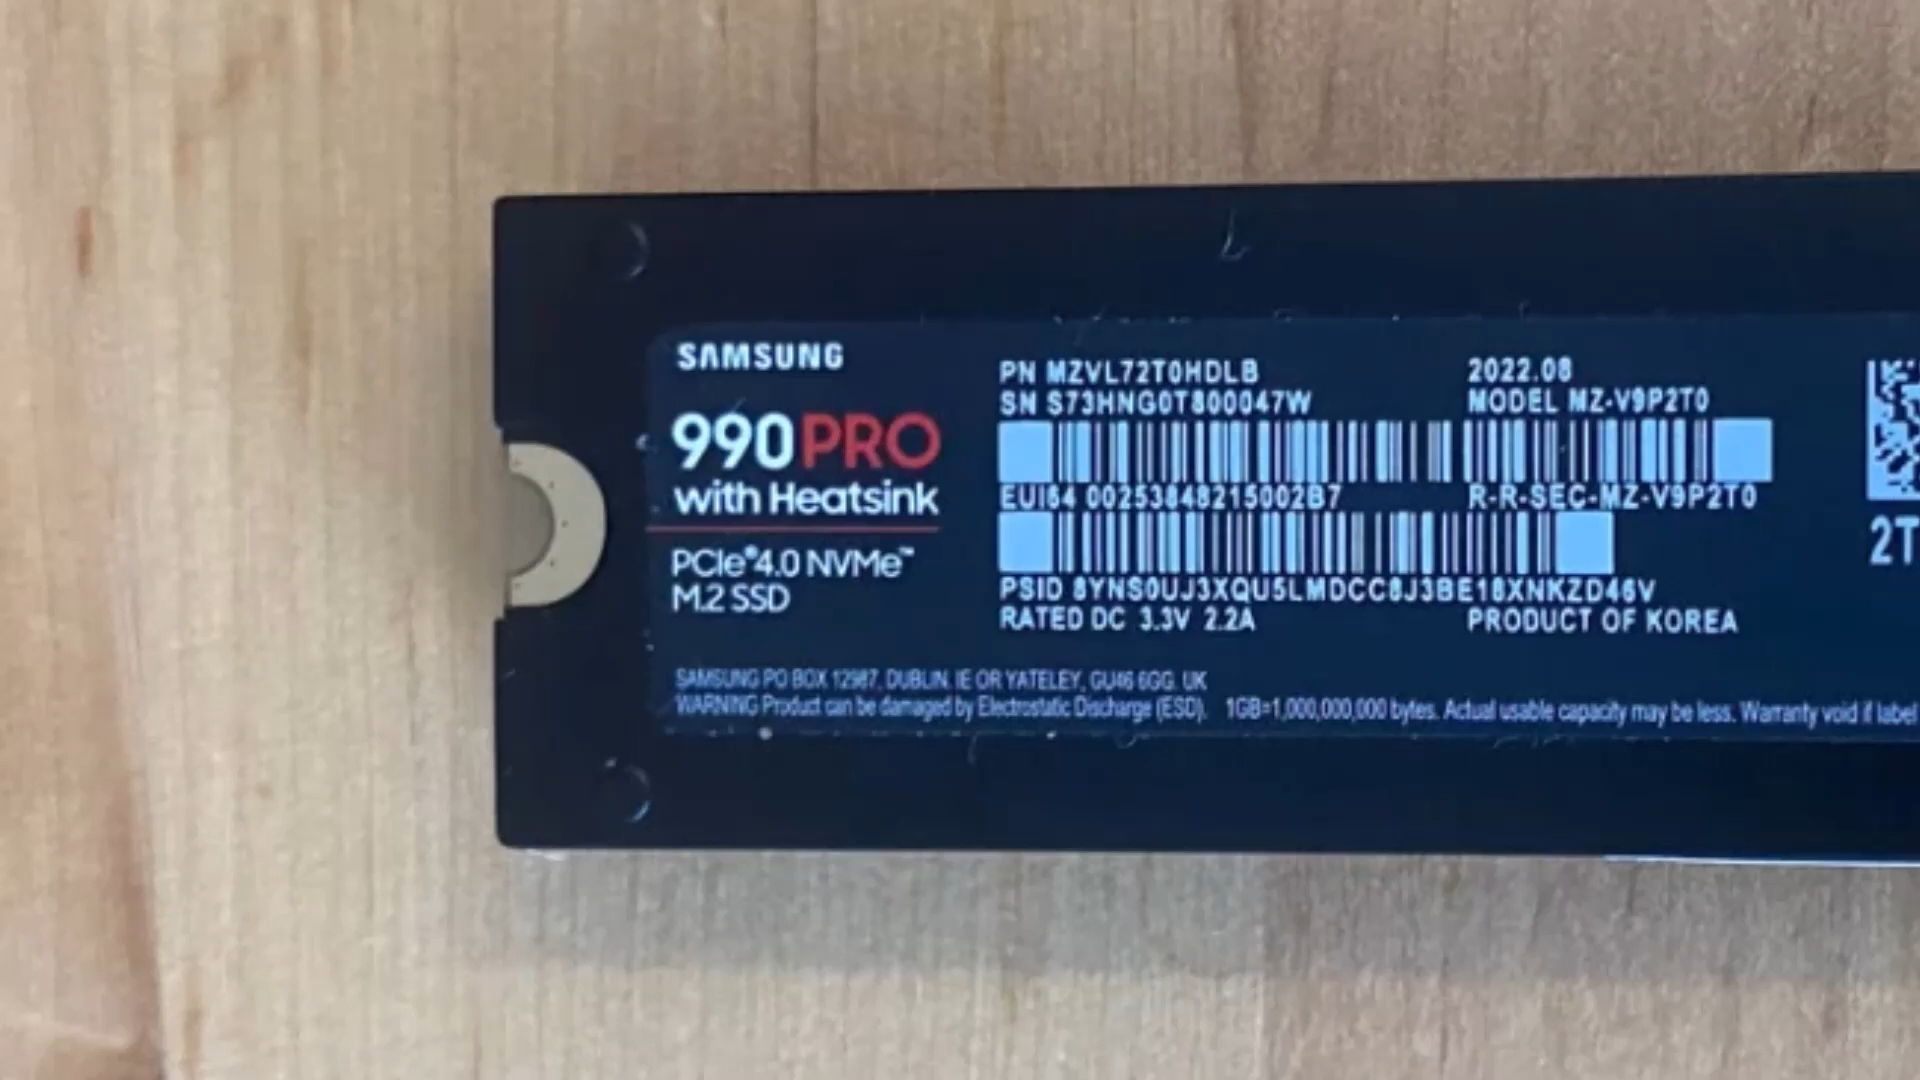 SAMSUNG
990PRO
with Heatsink
PCIe®4.0 NVMe™
M.2 SSD
PN MZVL72T0HDLB
2022.08
SN S73HNG0T800047W
MODEL MZ-V9P2T0
EUI64 00253848215002B7
R-R-SEC-MZ-V9P2T0
PSID 8YNS0UJ3XQU5LMDCC8J3BE18XNKZD46V
RATED DC 3.3V 2.2A
PRODUCT OF KOREA
2T
SAMSUNG PO BOX 12987, DUBLIN. IE OR YATELEY, GU46 6GG. UK
WARNING Product can be damaged by Electrostatic Discharge (ESD). 1GB=1,000,000,000 bytes. Actual usable capacity may be less. Warranty void if label